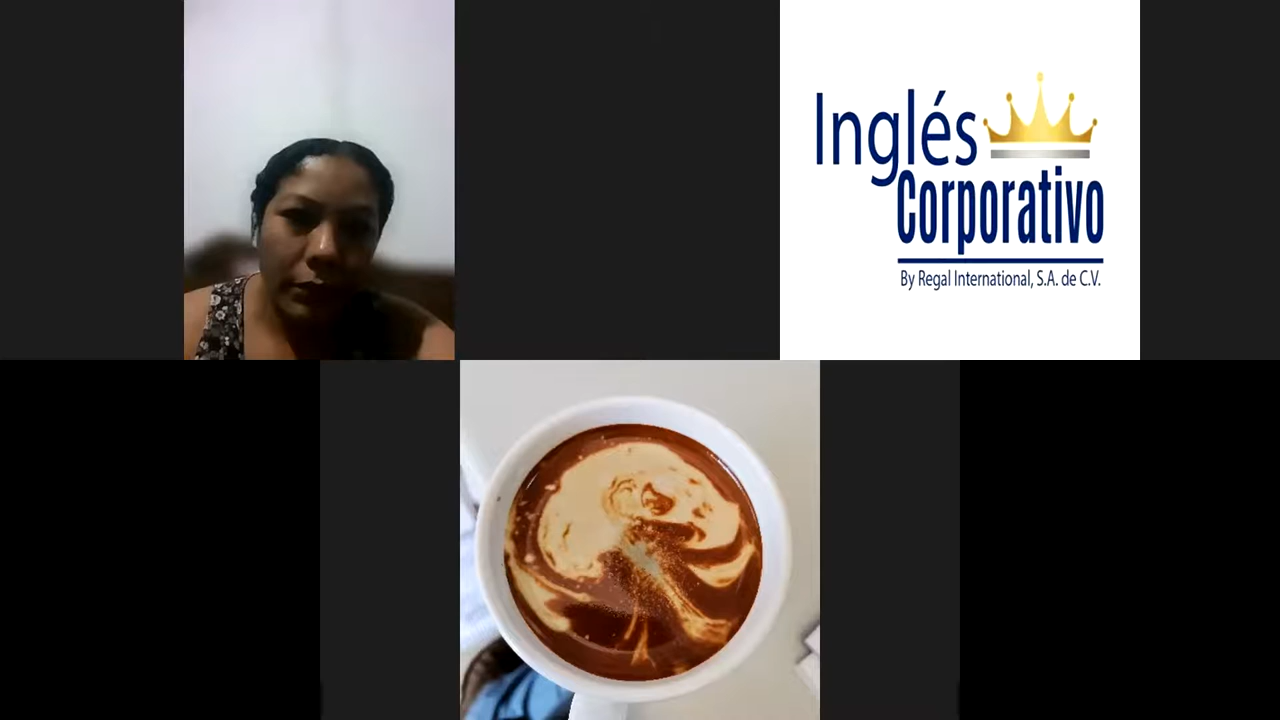 Inglés
Corporativo
By Regal International, S.A. de C.V.